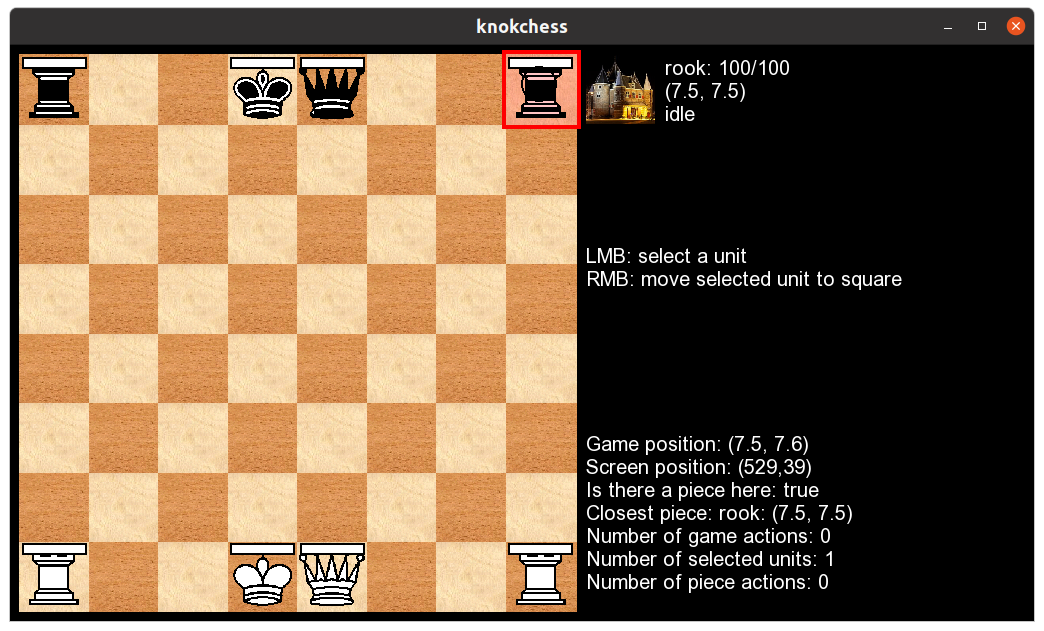 knokchess
rook: 100/100
(7.5, 7.5)
idle
LMB: select a unit
RMB: move selected unit to square
Game position: (7.5, 7.6)
Screen position: (529,39)
Is there a piece here: true
Closest piece: rook: (7.5, 7.5)
Number of game actions: 0
Number of selected units: 1
Number of piece actions: 0